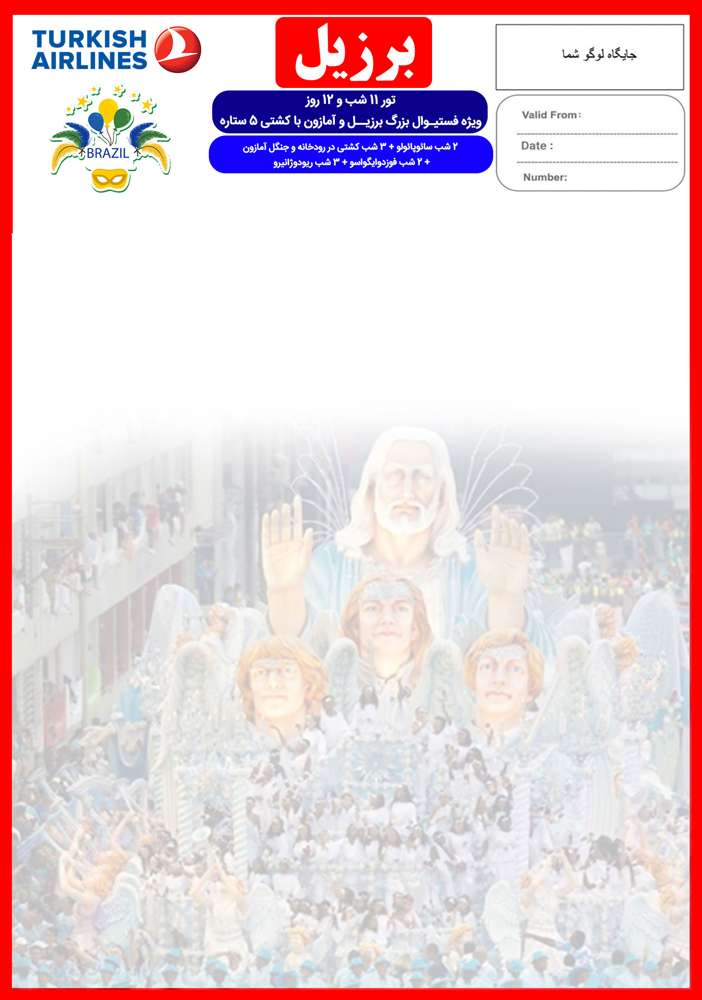 TURKISH
AIRLINES
BRAZIL
برزیل
تور ۱۱ شب و ۱۲ روز
ویژه فستیـوال بزرگ برزیــل و آمازون با کشتی ۵ ستاره
۲ شب سائوپائولو + ۳ شب کشتی در رودخانه و جنگل آمازون
+ ۲ شب فوزدوایگواسو + ۳ شب ریودوژانیرو
جایگاه لوگو شما
Valid From:
Date :
Number: